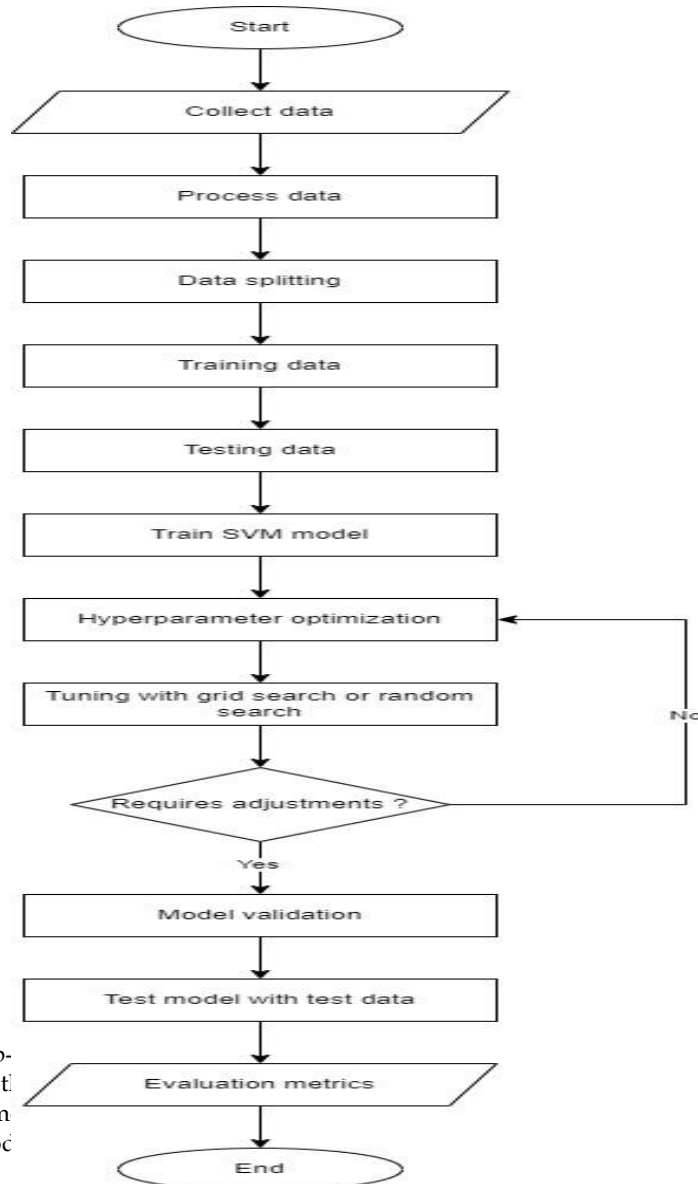 Start
Collect data
Process data
Data splitting
Training data
Testing data
Train SVM model
Hyperparameter optimization
Tuning with grid search or random
search
No
Requires adjustments ?
Yes
Model validation
Test model with test data
Evaluation metrics
End